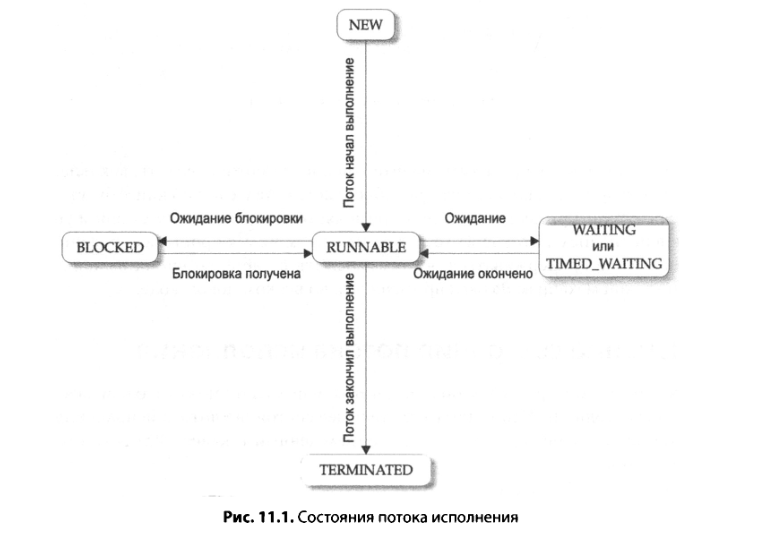 NEW
Поток начал выполнение
Ожидание блокировки
Ожидание
BLOCKED
RUNNABLE
WAITING
или
TIMED_WAITING
Блокировка получена
Ожидание окончено
Поток закончил выполнение
TERMINATED
Рис. 11.1. Состояния потока исполнения